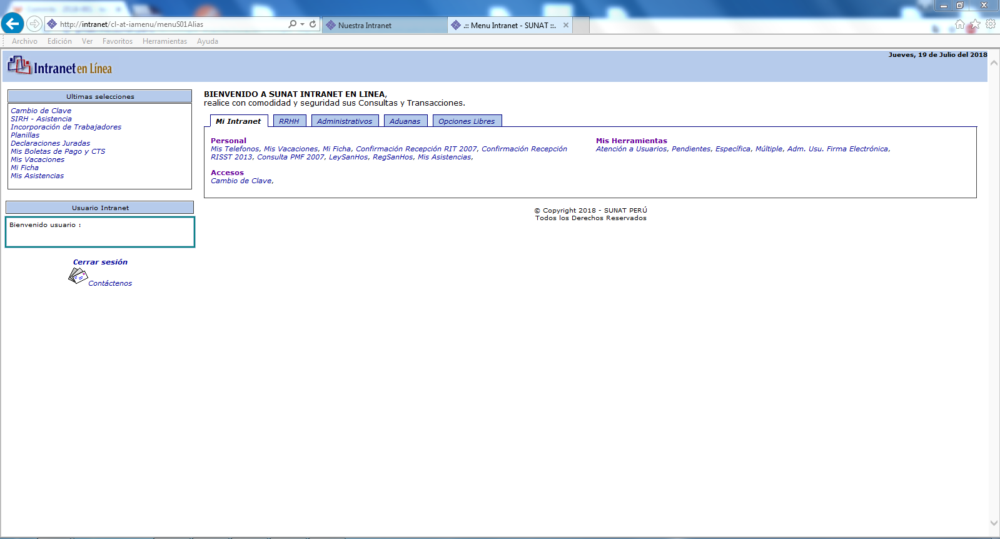 http://intranet/cl-at-iamenu/menuS01Alias
Nuestra Intranet
.:: Menu Intranet - SUNAT ::.
Archivo Edición Ver Favoritos Herramientas Ayuda
Jueves, 19 de Julio del 2018
Intranet en Línea
Ultimas selecciones
Cambio de Clave
SIRH - Asistencia
Incorporación de Trabajadores
Planillas
Declaraciones Juradas
Mis Boletas de Pago y CTS
Mis Vacaciones
Mi Ficha
Mis Asistencias
Usuario Intranet
Bienvenido usuario :
Cerrar sesión
Contáctenos
BIENVENIDO A SUNAT INTRANET EN LINEA,
realice con comodidad y seguridad sus Consultas y Transacciones.
Mi Intranet RRHH Administrativos Aduanas Opciones Libres
Personal
Mis Telefonos, Mis Vacaciones, Mi Ficha, Confirmación Recepción RIT 2007, Confirmación Recepción
RISST 2013, Consulta PMF 2007, LeySanHos, RegSanHos, Mis Asistencias,
Accesos
Cambio de Clave,
Mis Herramientas
Atención a Usuarios, Pendientes, Específica, Múltiple, Adm. Usu. Firma Electrónica,
© Copyright 2018 - SUNAT PERÚ
Todos los Derechos Reservados